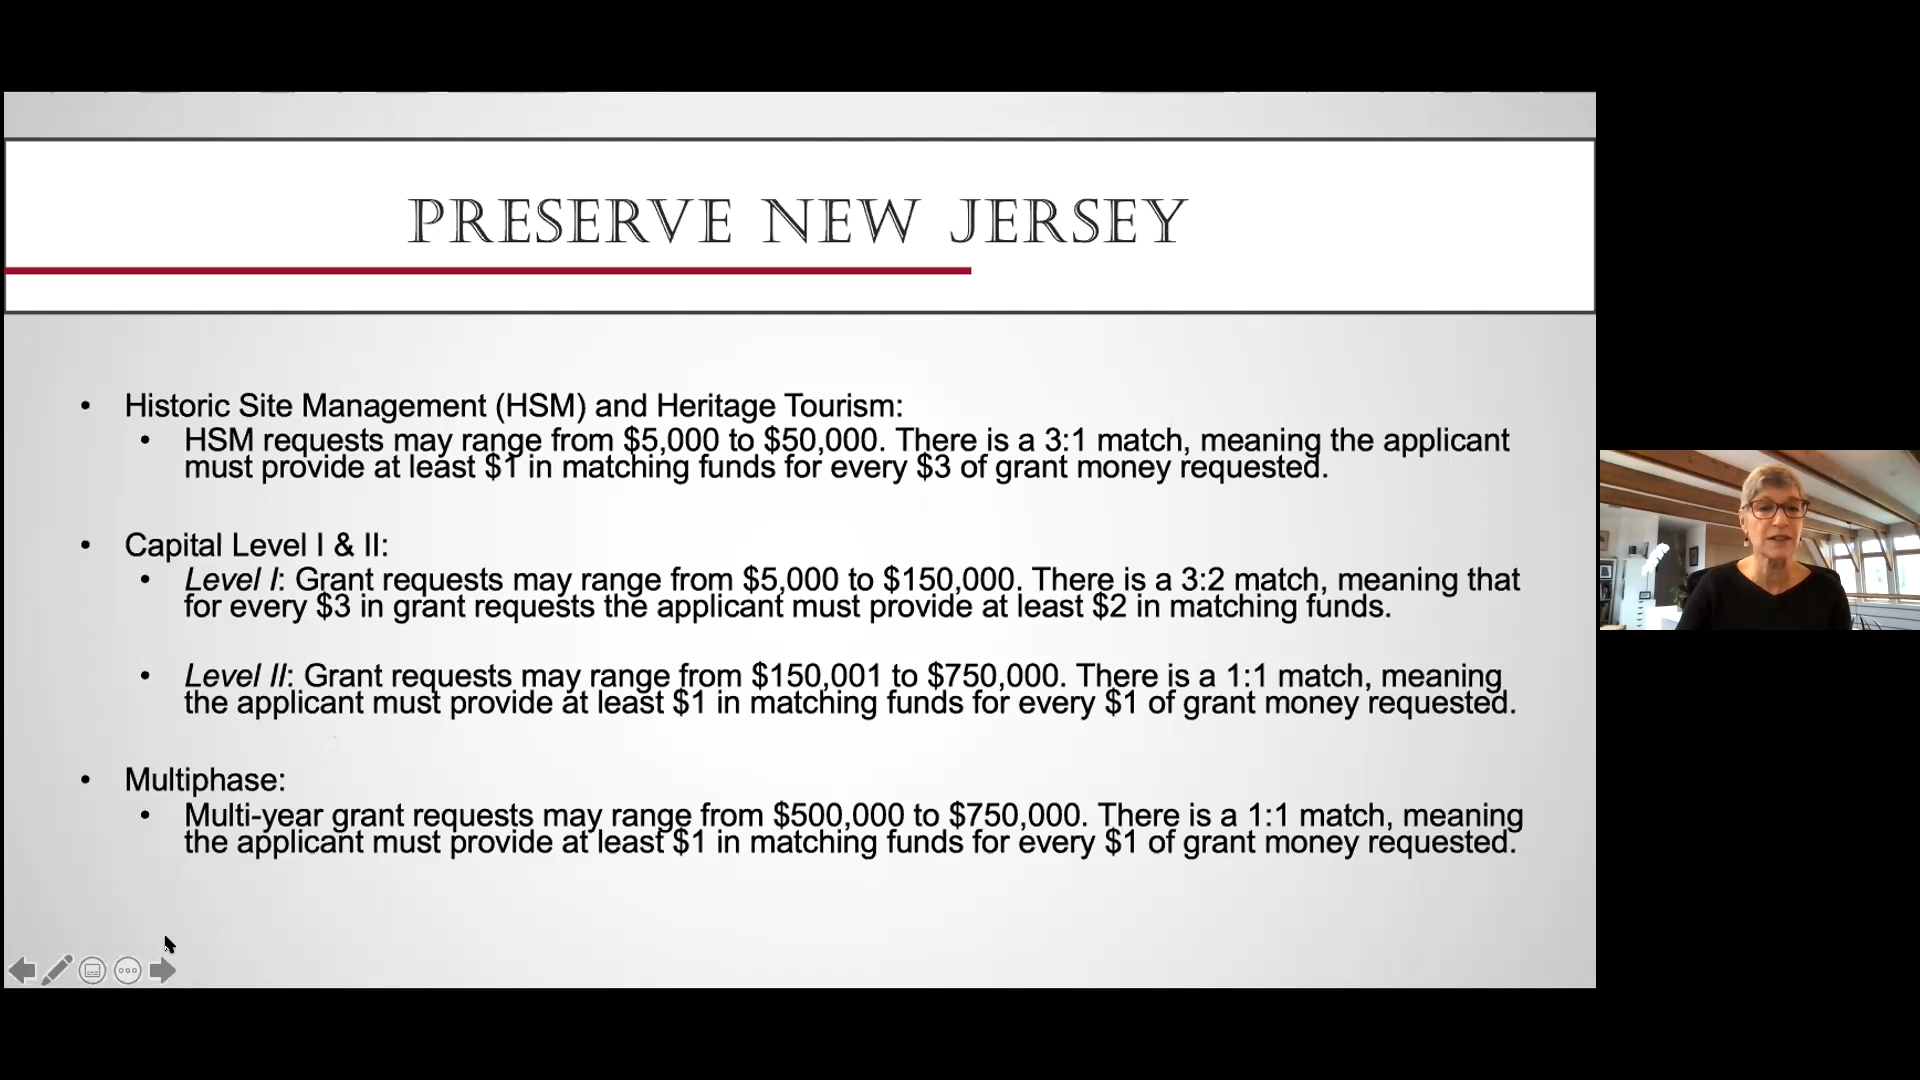 PRESERVE NEW JERSEY
• Historic Site Management (HSM) and Heritage Tourism:
• HSM requests may range from $5,000 to $50,000. There is a 3:1 match, meaning the applicant
must provide at least $1 in matching funds for every $3 of grant money requested.
• Capital Level I & II:
• Level I: Grant requests may range from $5,000 to $150,000. There is a 3:2 match, meaning that
for every $3 in grant requests the applicant must provide at least $2 in matching funds.
• Level II: Grant requests may range from $150,001 to $750,000. There is a 1:1 match, meaning
the applicant must provide at least $1 in matching funds for every $1 of grant money requested.
• Multiphase:
• Multi-year grant requests may range from $500,000 to $750,000. There is a 1:1 match, meaning
the applicant must provide at least $1 in matching funds for every $1 of grant money requested.